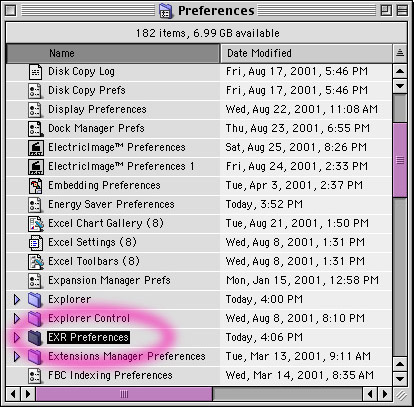 Preferences
182 items, 6.99 GB available
Name Date Modified
Disk Copy Log Fri, Aug 17, 2001, 5:46 PM
Disk Copy Prefs Fri, Aug 17, 2001, 5:46 PM
Display Preferences Wed, Aug 22, 2001, 11:08 AM
Dock Manager Prefs Thu, Aug 23, 2001, 6:55 PM
ElectricImage™ Preferences Sat, Aug 25, 2001, 8:26 PM
ElectricImage™ Preferences 1 Fri, Aug 24, 2001, 2:33 PM
Embedding Preferences Tue, Apr 3, 2001, 2:37 PM
Energy Saver Preferences Today, 3:52 PM
Excel Chart Gallery (8) Tue, Aug 21, 2001, 1:50 PM
Excel Settings (8) Wed, Aug 8, 2001, 1:31 PM
Excel Toolbars (8) Wed, Aug 8, 2001, 1:31 PM
Expansion Manager Prefs Mon, Jan 15, 2001, 12:58 PM
Explorer Today, 4:00 PM
Explorer Control Wed, Aug 8, 2001, 8:10 PM
EXR Preferences Today, 4:06 PM
Extensions Manager Preferences Tue, Mar 13, 2001, 9:11 AM
FBC Indexing Preferences Wed, Mar 14, 2001, 8:35 AM